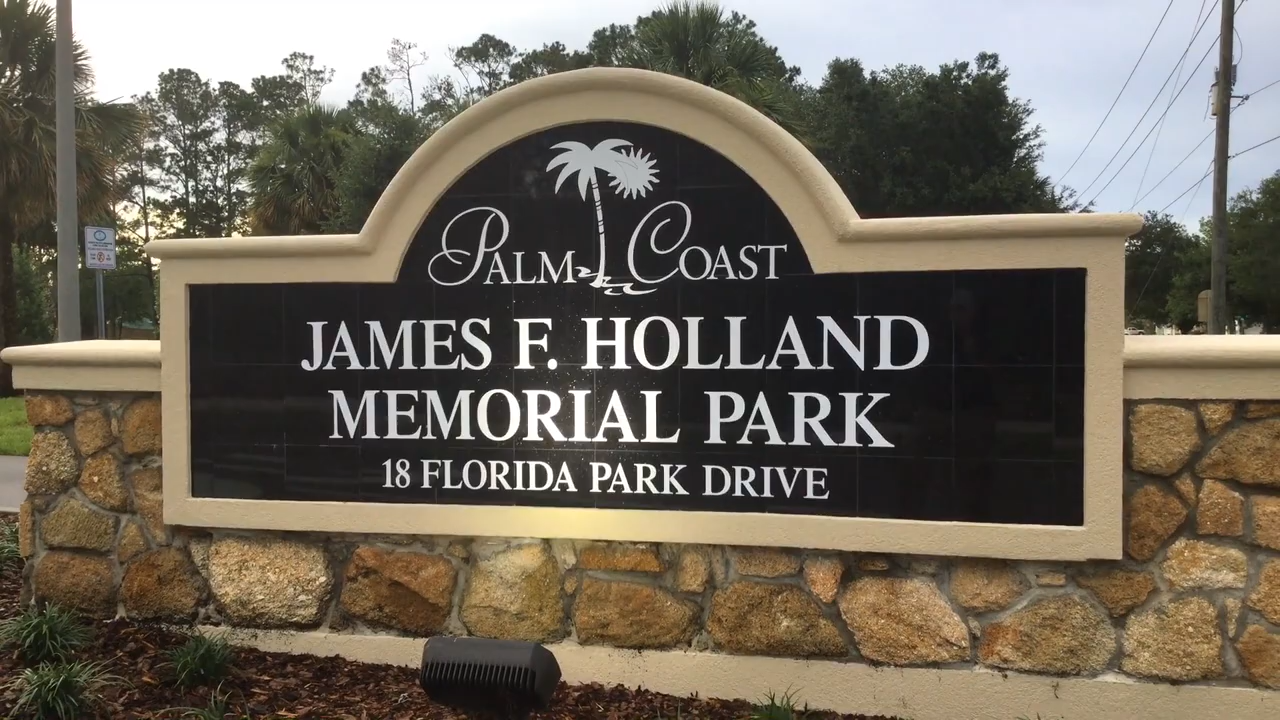 PALM COAST
JAMES F. HOLLAND
MEMORIAL PARK
18 FLORIDA PARK DRIVE